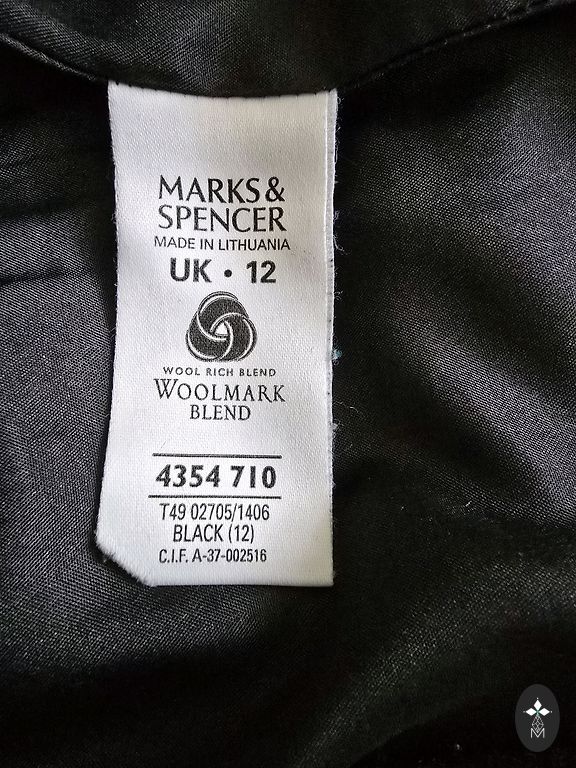 MARKS &
SPENCER
MADE IN LITHUANIA
UK • 12
WOOL RICH BLEND
WOOLMARK
BLEND
4354 710
T49 02705/1406
BLACK (12)
C.I.F. A-37-002516
M